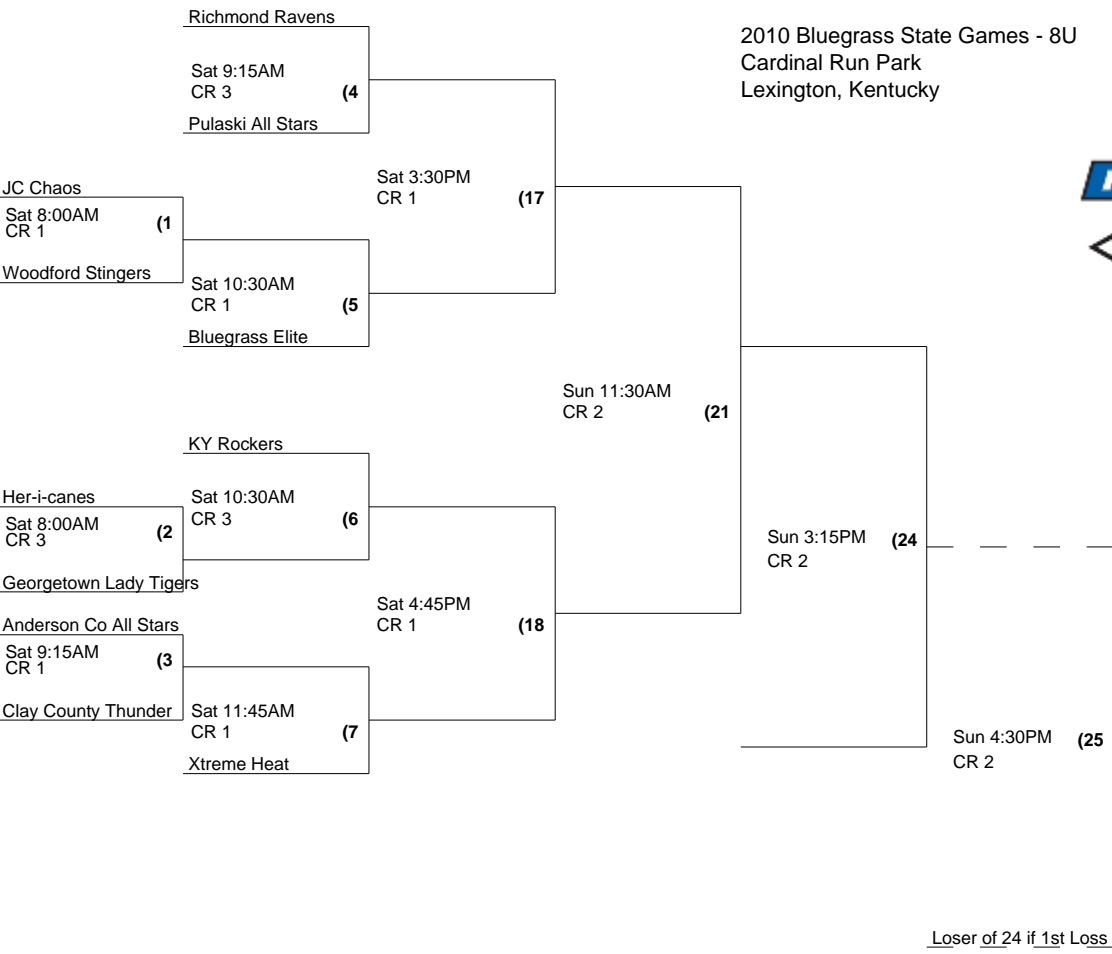 Richmond Ravens
2010 Bluegrass State Games - 8U
Cardinal Run Park
Lexington, Kentucky
Sat 9:15AM
CR 3 (4
Pulaski All Stars
Sat 3:30PM
CR 1 (17
JC Chaos
Sat 8:00AM (1
CR 1
Woodford Stingers
Sat 10:30AM
CR 1 (5
Bluegrass Elite
Sun 11:30AM
CR 2 (21
KY Rockers
Her-i-canes
Sat 8:00AM (2
CR 3
Sat 10:30AM
CR 3 (6
Georgetown Lady Tigers
Sun 3:15PM (24
CR 2
Anderson Co All Stars
Sat 9:15AM (3
CR 1
Sat 4:45PM
CR 1 (18
Clay County Thunder
Sat 11:45AM
CR 1 (7
Xtreme Heat
Sun 4:30PM (25
CR 2
Loser of 24 if 1st Loss